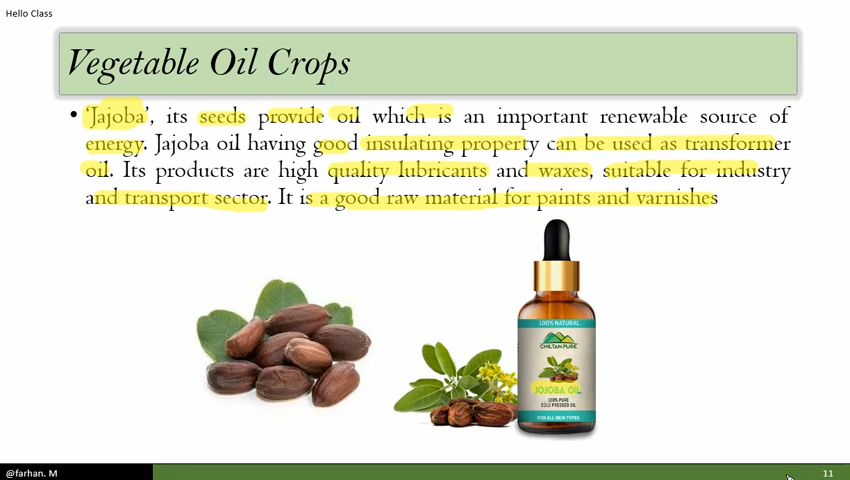 Hello Class
Vegetable Oil Crops
• 'Jajoba', its seeds provide oil which is an important renewable source of
energy. Jajoba oil having good insulating property can be used as transformer
oil. Its products are high quality lubricants and waxes, suitable for industry
and transport sector. It is a good raw material for paints and varnishes
100% NATURAL
CHILTAN PURE
JOJOBA OIL
100% PURE
COLD PRESSED OIL
FOR ALL SKIN TYPES
@farhan. M
11